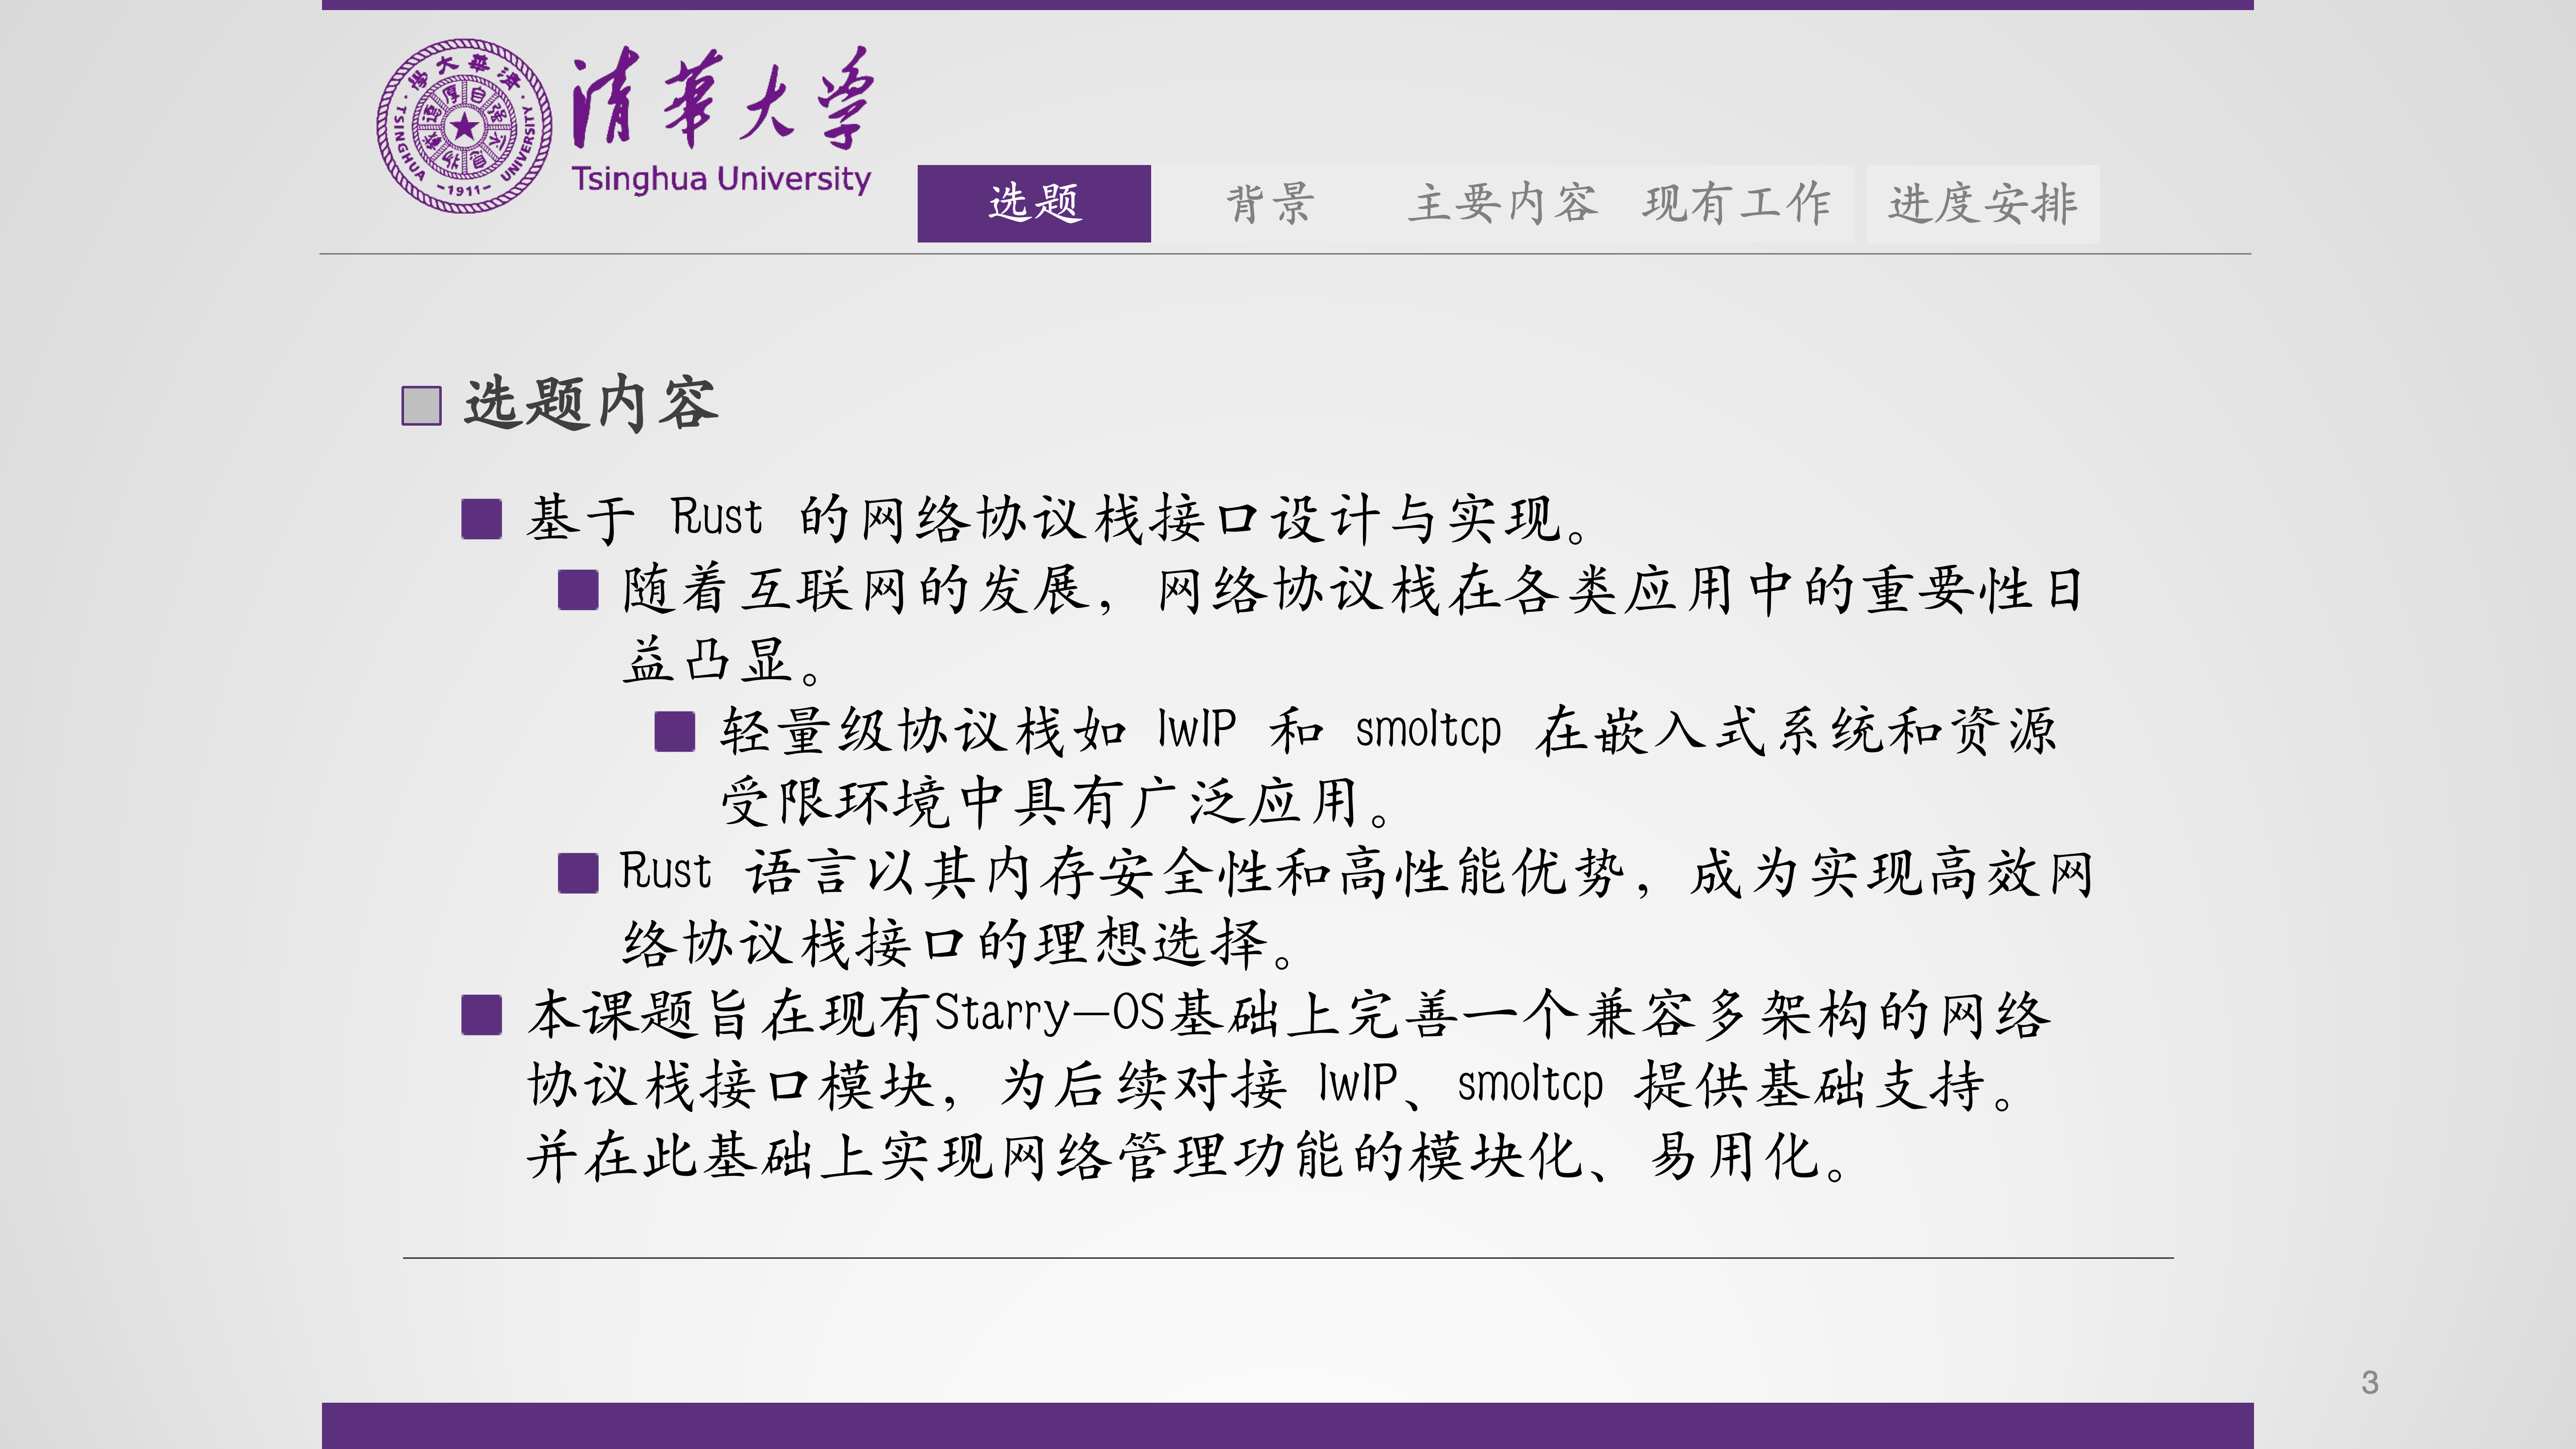 清華大学
Tsinghua University
TSINGHUA UNIVERSITY
-1911-
选题
背景
主要内容
现有工作
进度安排
选题内容
基于 Rust 的网络协议栈接口设计与实现。
随着互联网的发展，网络协议栈在各类应用中的重要性日
益凸显。
轻量级协议栈如 lwIP 和 smoltcp 在嵌入式系统和资源
受限环境中具有广泛应用。
Rust 语言以其内存安全性和高性能优势，成为实现高效网
络协议栈接口的理想选择。
本课题旨在现有Starry-OS基础上完善一个兼容多架构的网络
协议栈接口模块，为后续对接 lwIP、smoltcp 提供基础支持。
并在此基础上实现网络管理功能的模块化、易用化。
3